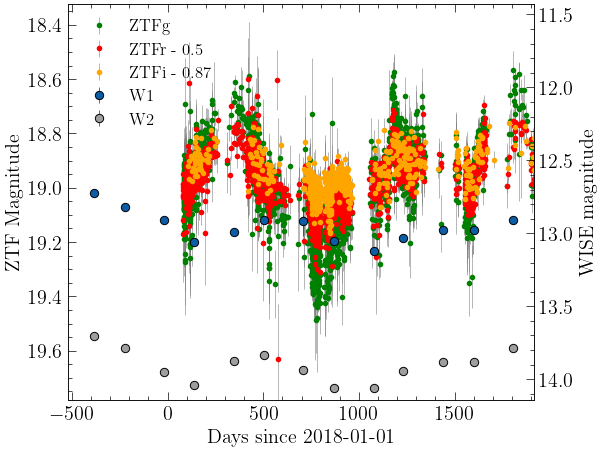 18.4
18.6
18.8
19.0
19.2
19.4
19.6
ZTF Magnitude
ZTFg
ZTFr - 0.5
ZTFi - 0.87
W1
W2
11.5
12.0
12.5
13.0
13.5
14.0
WISE magnitude
−500
0
500
1000
1500
Days since 2018-01-01